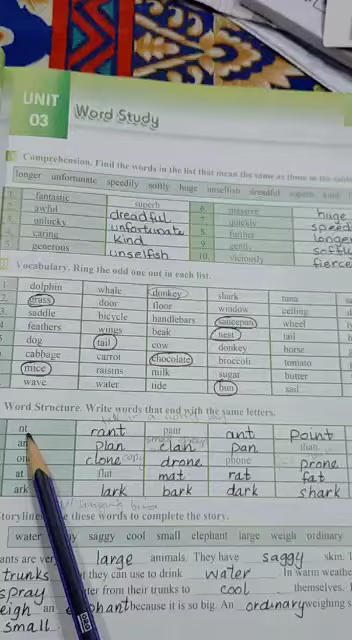 UNIT
03
Word Study
Comprehension. Find the words in the list that mean the same as those in the
longer unfortunate speedily softly huge unselfish dreadful superb kind
1. fantastic superb 6. massive huge
awful dreadful 7. quickly speed
3. unlucky unfortunate 8. further longer
4. caring kind 9. gently softly
5. generous unselfish 10. viciously fierce
Vocabulary. Ring the odd one out in each list.
1. dolphin whale donkey shark tuna
2. grass door floor window ceiling
3. saddle bicycle handlebars saucepan wheel
4. feathers wings beak nest tail
5. dog tail cow donkey horse
6. cabbage carrot chocolate broccoli tomato
mice raisins milk sugar butter
wave water tide bun sail
Word Structure. Write words that end with the same letters.
nt rant paint ant point
an plan clan pan than
on clone drone phone prone
at flat mat rat fat
ark lark bark dark shark
Storyline. Use these words to complete the story.
water saggy cool small elephant large weigh ordinary
ants are very large animals. They have saggy skin.
trunks they can use to drink water. In warm weather
spray water from their trunks to cool themselves.
eigh an elephant because it is so big. An ordinary weighing
small.